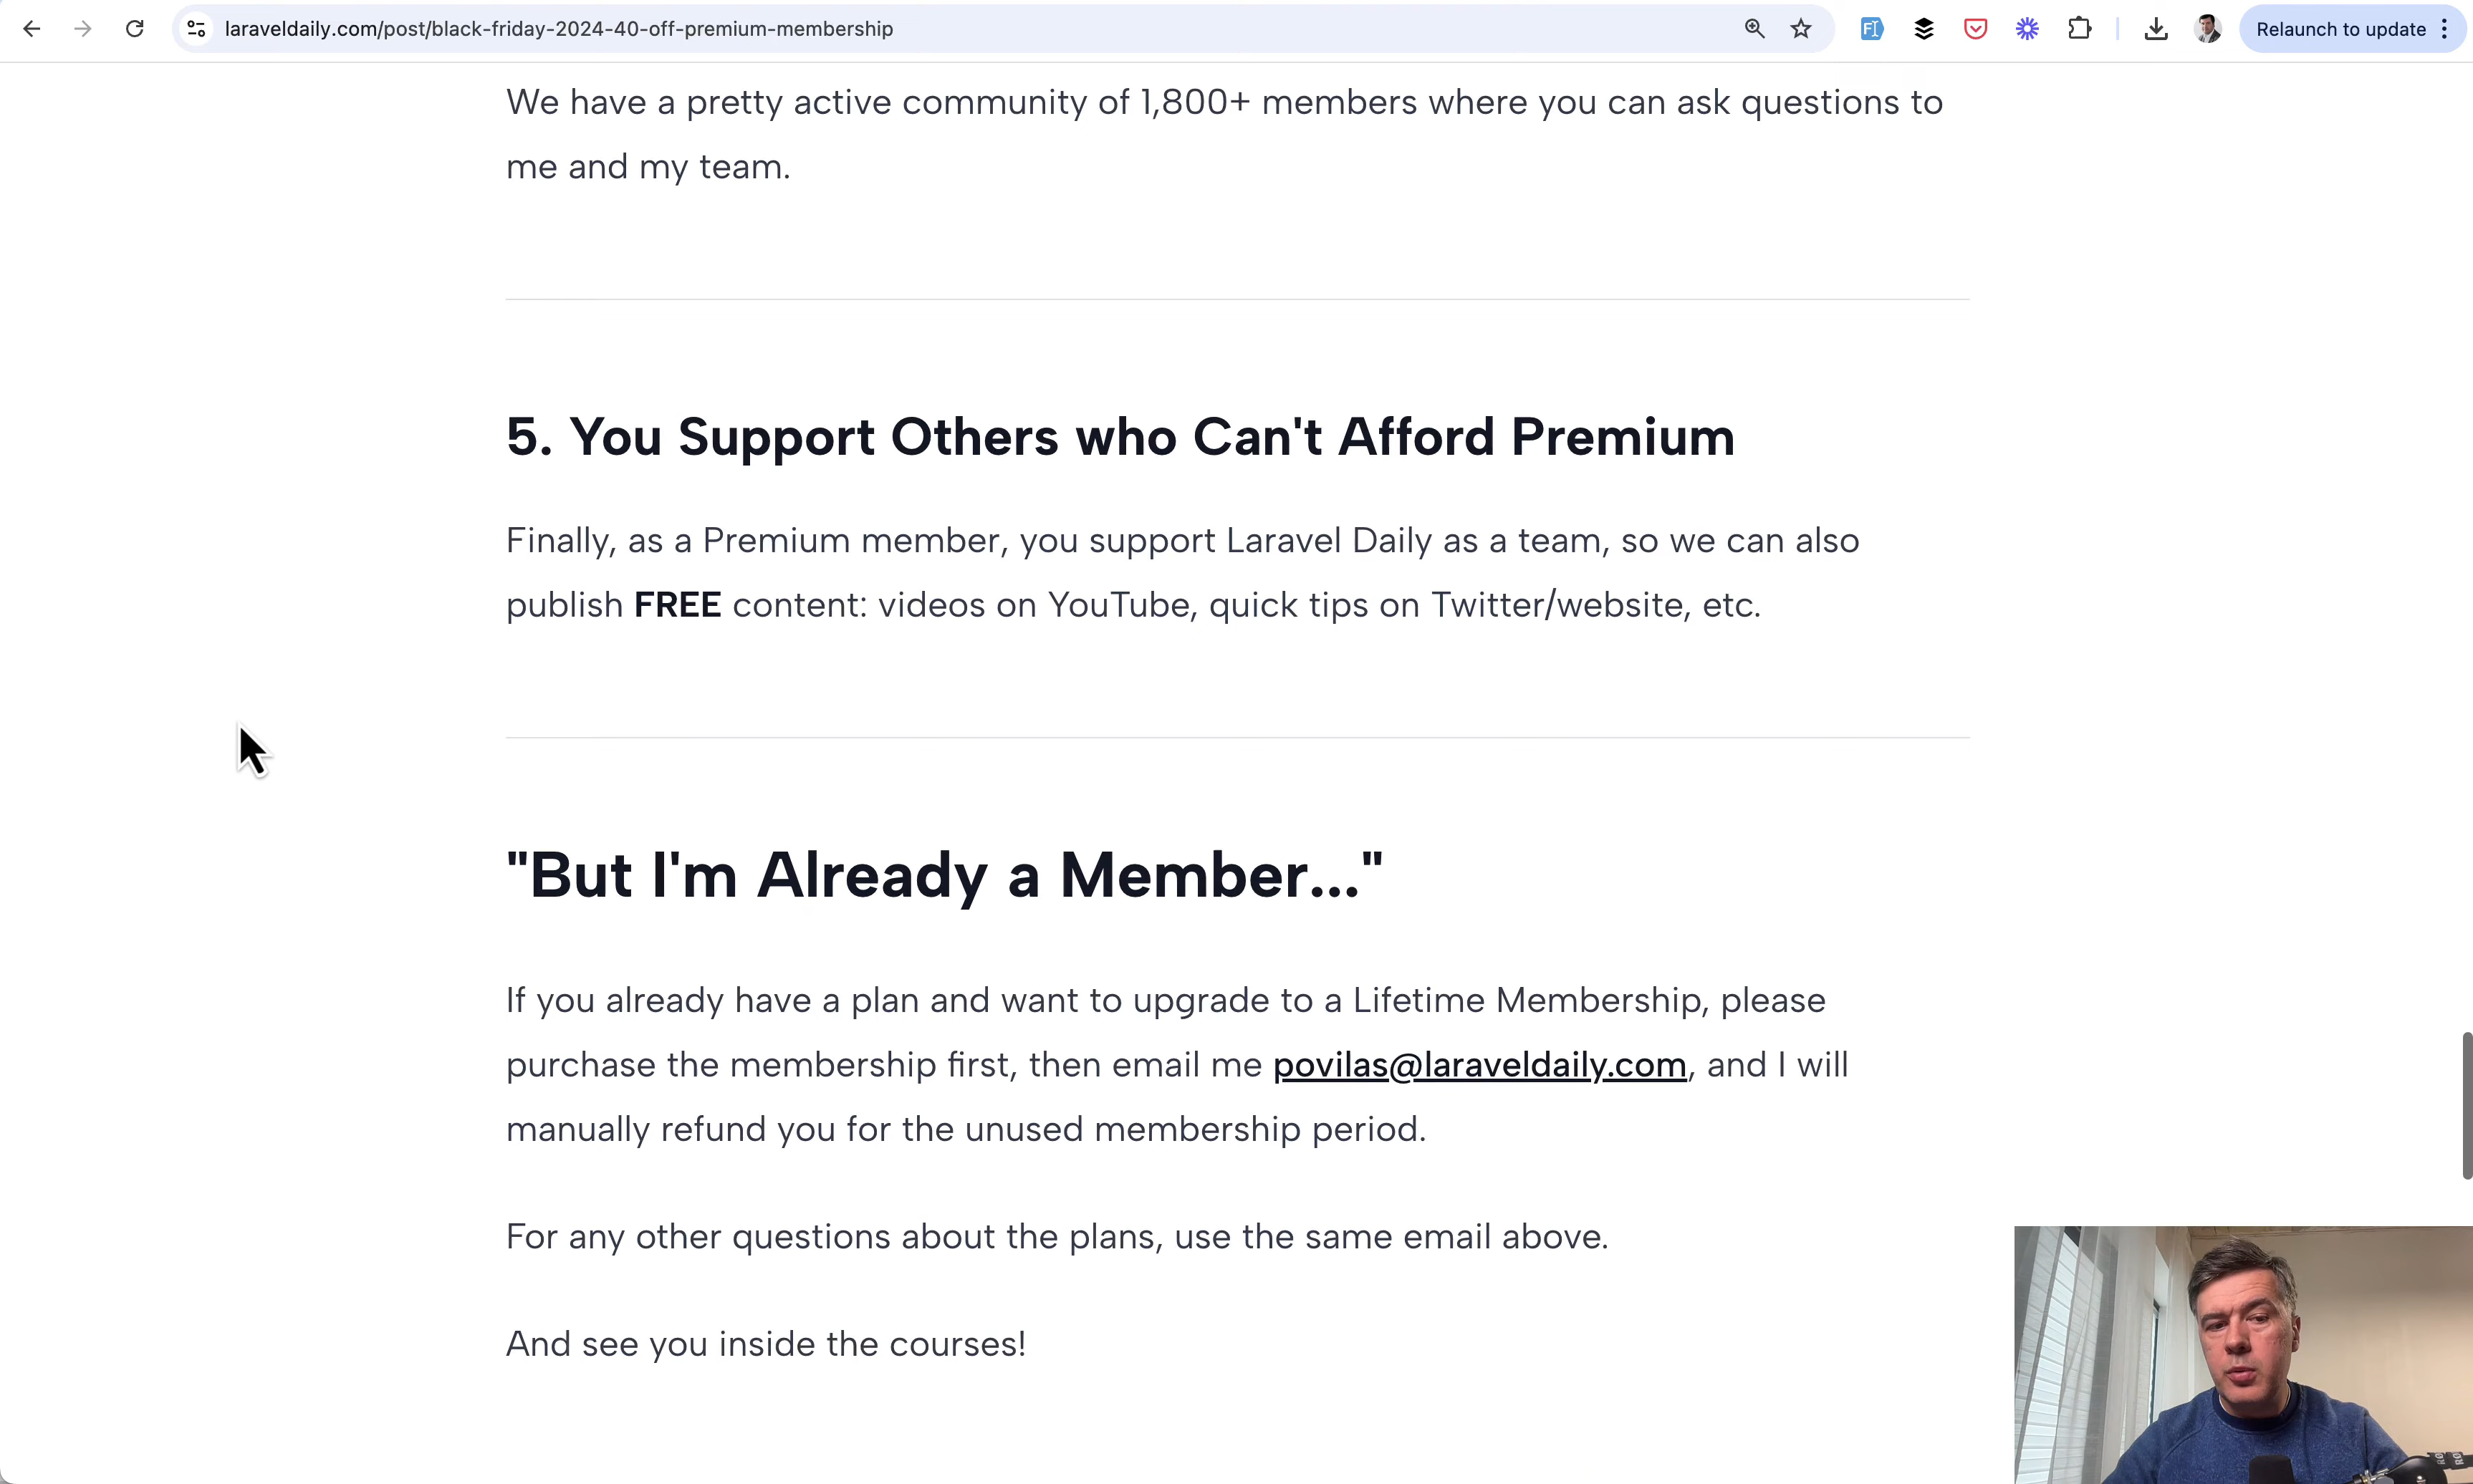 laraveldaily.com/post/black-friday-2024-40-off-premium-membership
Relaunch to update
We have a pretty active community of 1,800+ members where you can ask questions to
me and my team.
5. You Support Others who Can't Afford Premium
Finally, as a Premium member, you support Laravel Daily as a team, so we can also
publish FREE content: videos on YouTube, quick tips on Twitter/website, etc.
"But I'm Already a Member..."
If you already have a plan and want to upgrade to a Lifetime Membership, please
purchase the membership first, then email me povilas@laraveldaily.com, and I will
manually refund you for the unused membership period.
For any other questions about the plans, use the same email above.
And see you inside the courses!